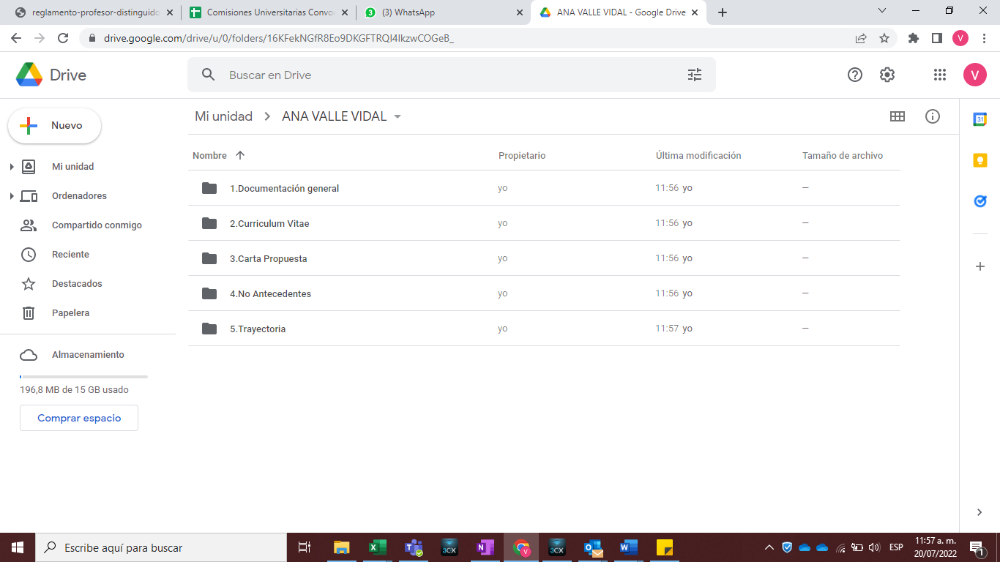 reglamento-profesor-distinguido
Comisiones Universitarias Convoc
(3) WhatsApp
ANA VALLE VIDAL - Google Drive
drive.google.com/drive/u/0/folders/16KFekNGfR8Eo9DKGFTRQI4IkzwCOGeB_
V
Drive
Buscar en Drive
V
Nuevo
Mi unidad
Ordenadores
Compartido conmigo
Reciente
Destacados
Papelera
Almacenamiento
196,8 MB de 15 GB usado
Comprar espacio
Mi unidad > ANA VALLE VIDAL
Nombre Propietario Última modificación Tamaño de archivo
1.Documentación general yo 11:56 yo —
2.Curriculum Vitae yo 11:56 yo —
3.Carta Propuesta yo 11:56 yo —
4.No Antecedentes yo 11:56 yo —
5.Trayectoria yo 11:57 yo —
31
Escribe aquí para buscar
3CX
3CX
ESP
11:57 a. m.
20/07/2022
1